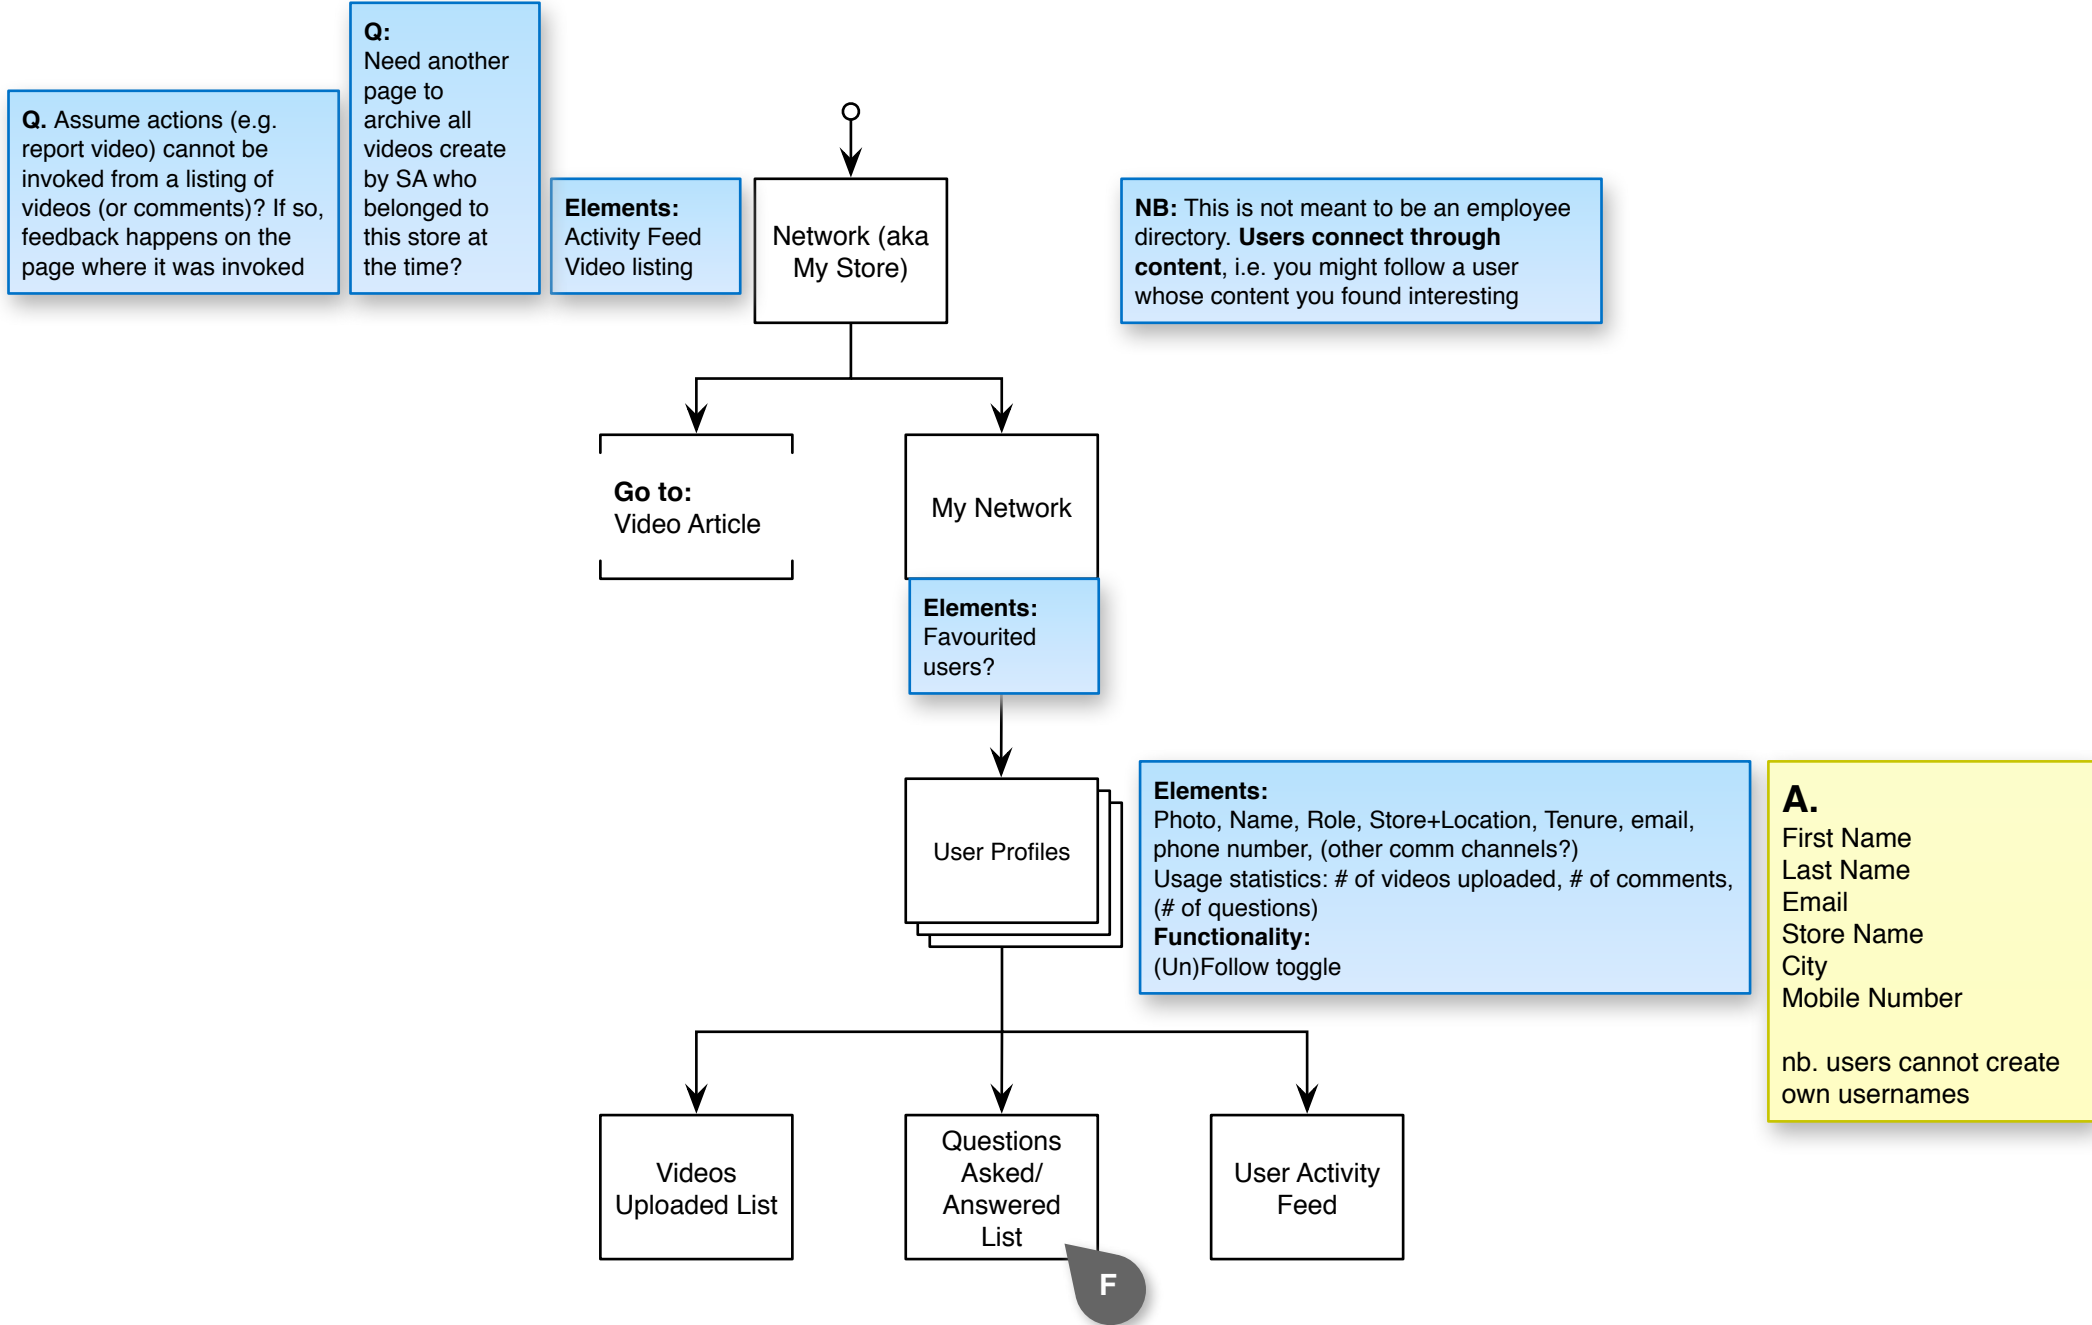 Q:
Need another
page to
archive all
videos create
by SA who
belonged to
this store at
the time?
Q. Assume actions (e.g.
report video) cannot be
invoked from a listing of
videos (or comments)? If so,
feedback happens on the
page where it was invoked
Elements:
Activity Feed
Video listing
Network (aka
My Store)
NB: This is not meant to be an employee
directory. Users connect through
content, i.e. you might follow a user
whose content you found interesting
Go to:
Video Article
My Network
Elements:
Favourited
users?
User Profiles
Elements:
Photo, Name, Role, Store+Location, Tenure, email,
phone number, (other comm channels?)
Usage statistics: # of videos uploaded, # of comments,
(# of questions)
Functionality:
(Un)Follow toggle
A.
First Name
Last Name
Email
Store Name
City
Mobile Number
nb. users cannot create
own usernames
Videos
Uploaded List
Questions
Asked/
Answered
List
User Activity
Feed
F